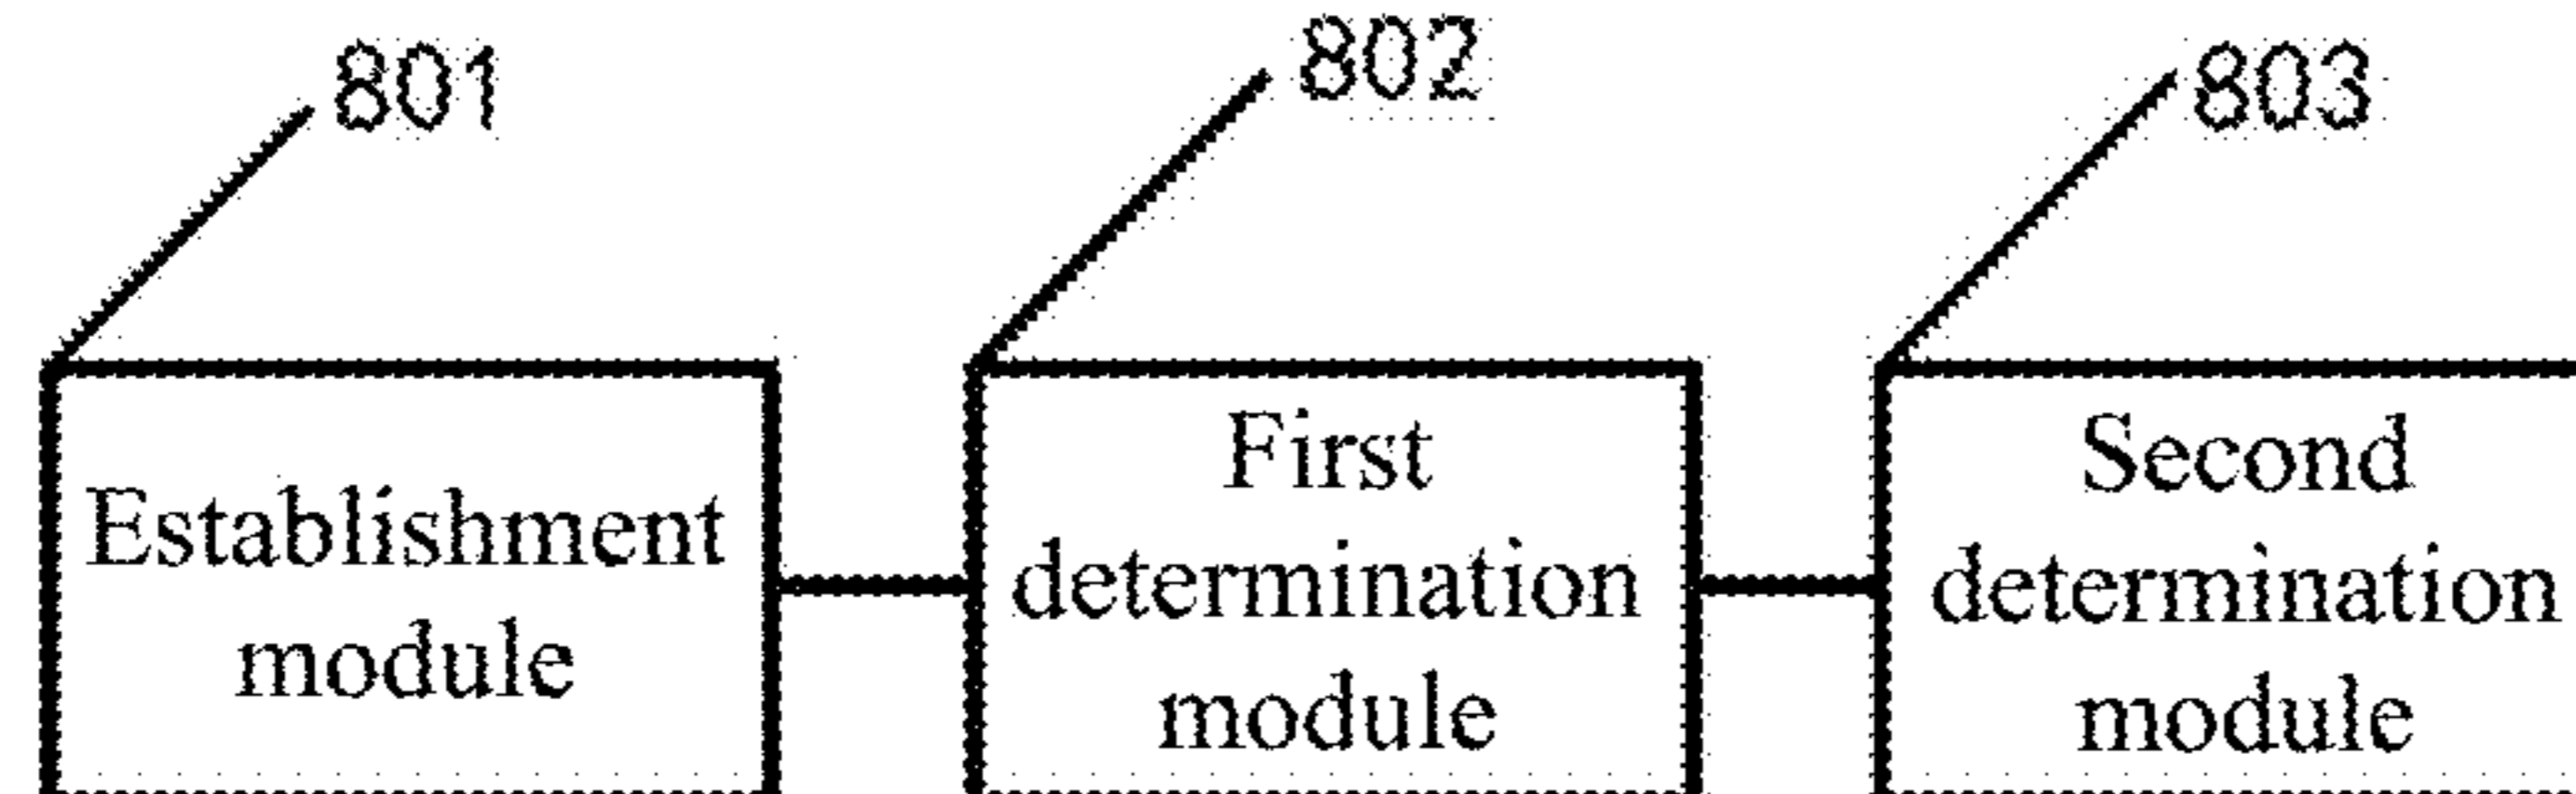 801
802
803
Establishment
module
First
determination
module
Second
determination
module